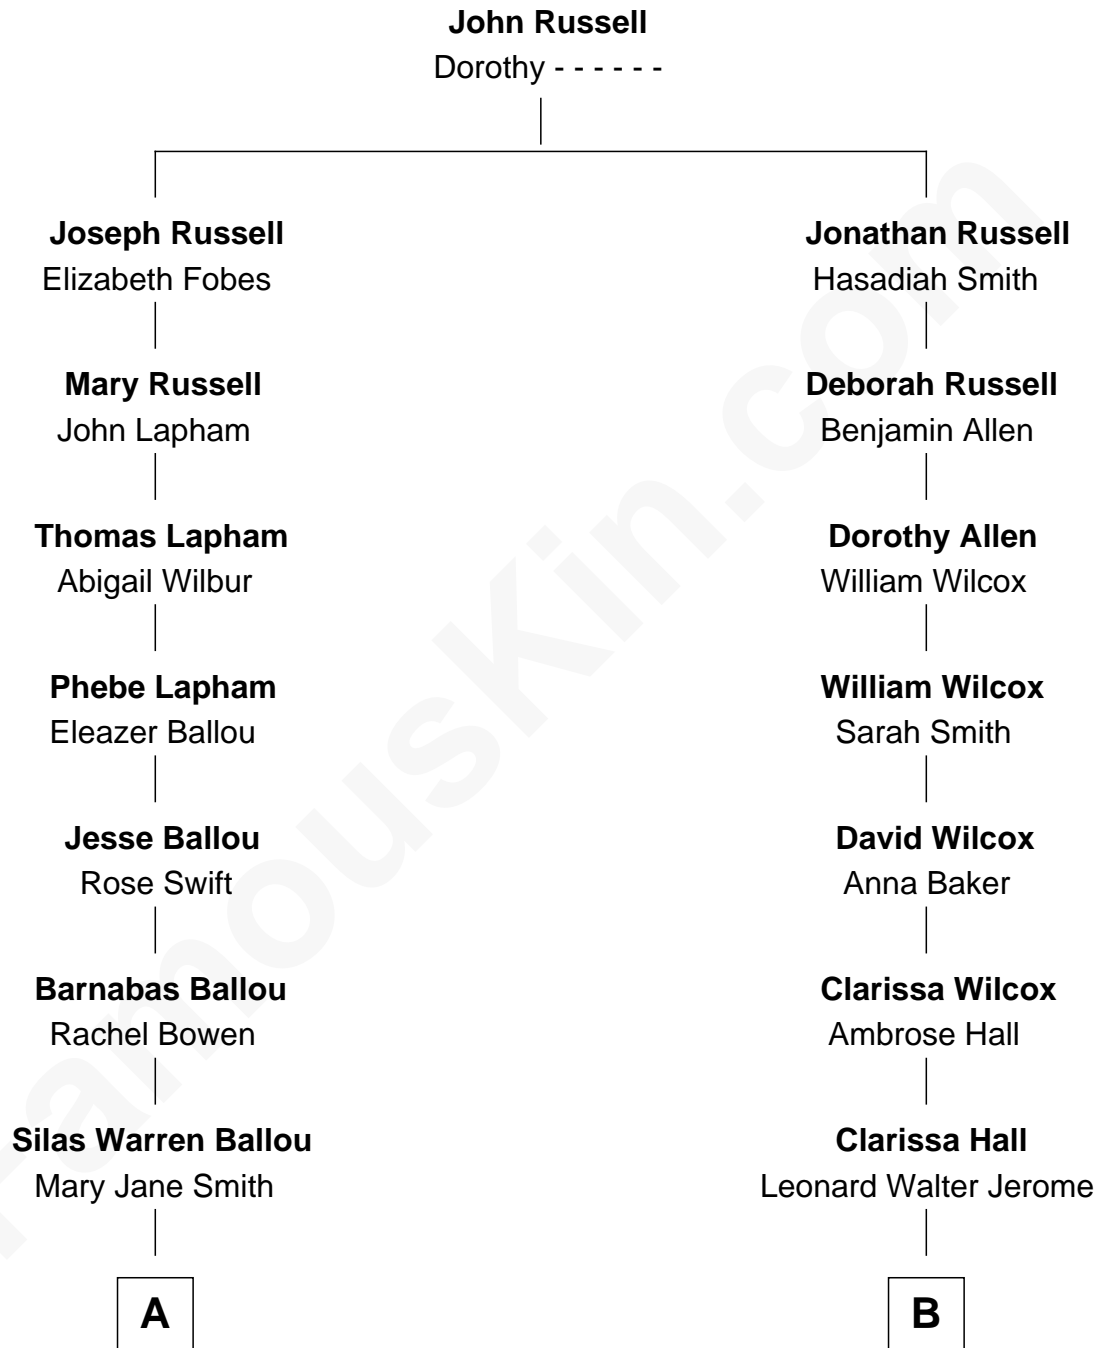 John Russell
Dorothy - - - - - -
Joseph Russell
Elizabeth Fobes
Jonathan Russell
Hasadiah Smith
Mary Russell
John Lapham
Deborah Russell
Benjamin Allen
Thomas Lapham
Abigail Wilbur
Dorothy Allen
William Wilcox
Phebe Lapham
Eleazer Ballou
William Wilcox
Sarah Smith
Jesse Ballou
Rose Swift
David Wilcox
Anna Baker
Barnabas Ballou
Rachel Bowen
Clarissa Wilcox
Ambrose Hall
Silas Warren Ballou
Mary Jane Smith
Clarissa Hall
Leonard Walter Jerome
A
B
FamousKin.com